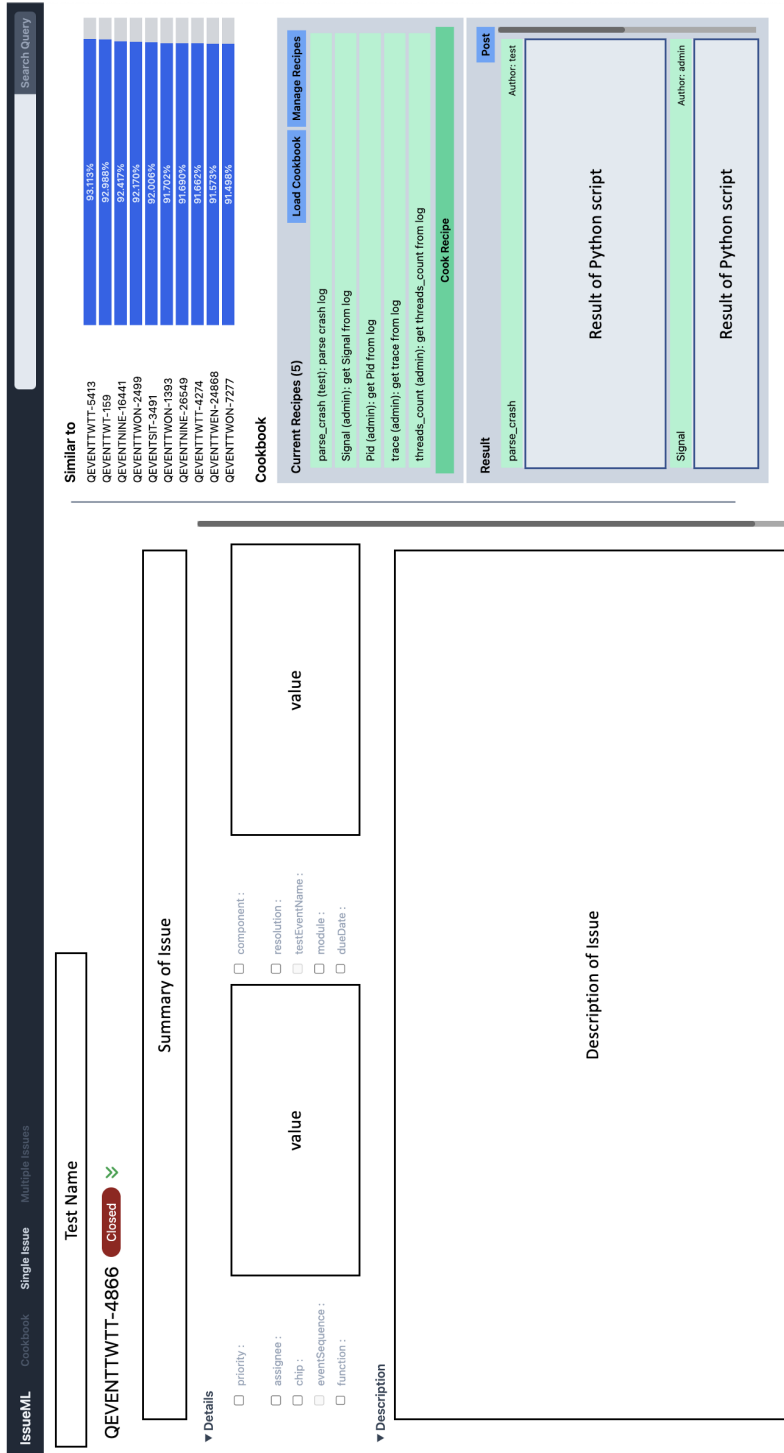 IssueML Cookbook Single Issue Multiple Issues Search Query
Test Name
QEVENTTWTT-4866 Closed
Summary of Issue
▼ Details
priority :
assignee :
chip :
eventSequence :
function :
value
component :
resolution :
testEventName :
module :
dueDate :
value
▼ Description
Description of Issue
Similar to
QEVENTTWTT-5413 93.113%
QEVENTTWT-159 92.988%
QEVENTNINE-16441 92.417%
QEVENTTWON-2499 92.170%
QEVENTSIT-3491 92.006%
QEVENTTWON-1393 91.702%
QEVENTNINE-26549 91.690%
QEVENTTWTT-4274 91.662%
QEVENTTWEN-24868 91.573%
QEVENTTWON-7277 91.498%
Cookbook
Current Recipes (5) Load Cookbook Manage Recipes
parse_crash (test): parse crash log
Signal (admin): get Signal from log
Pid (admin): get Pid from log
trace (admin): get trace from log
threads_count (admin): get threads_count from log
Cook Recipe
Result Post
parse_crash Author: test
Result of Python script
Signal Author: admin
Result of Python script